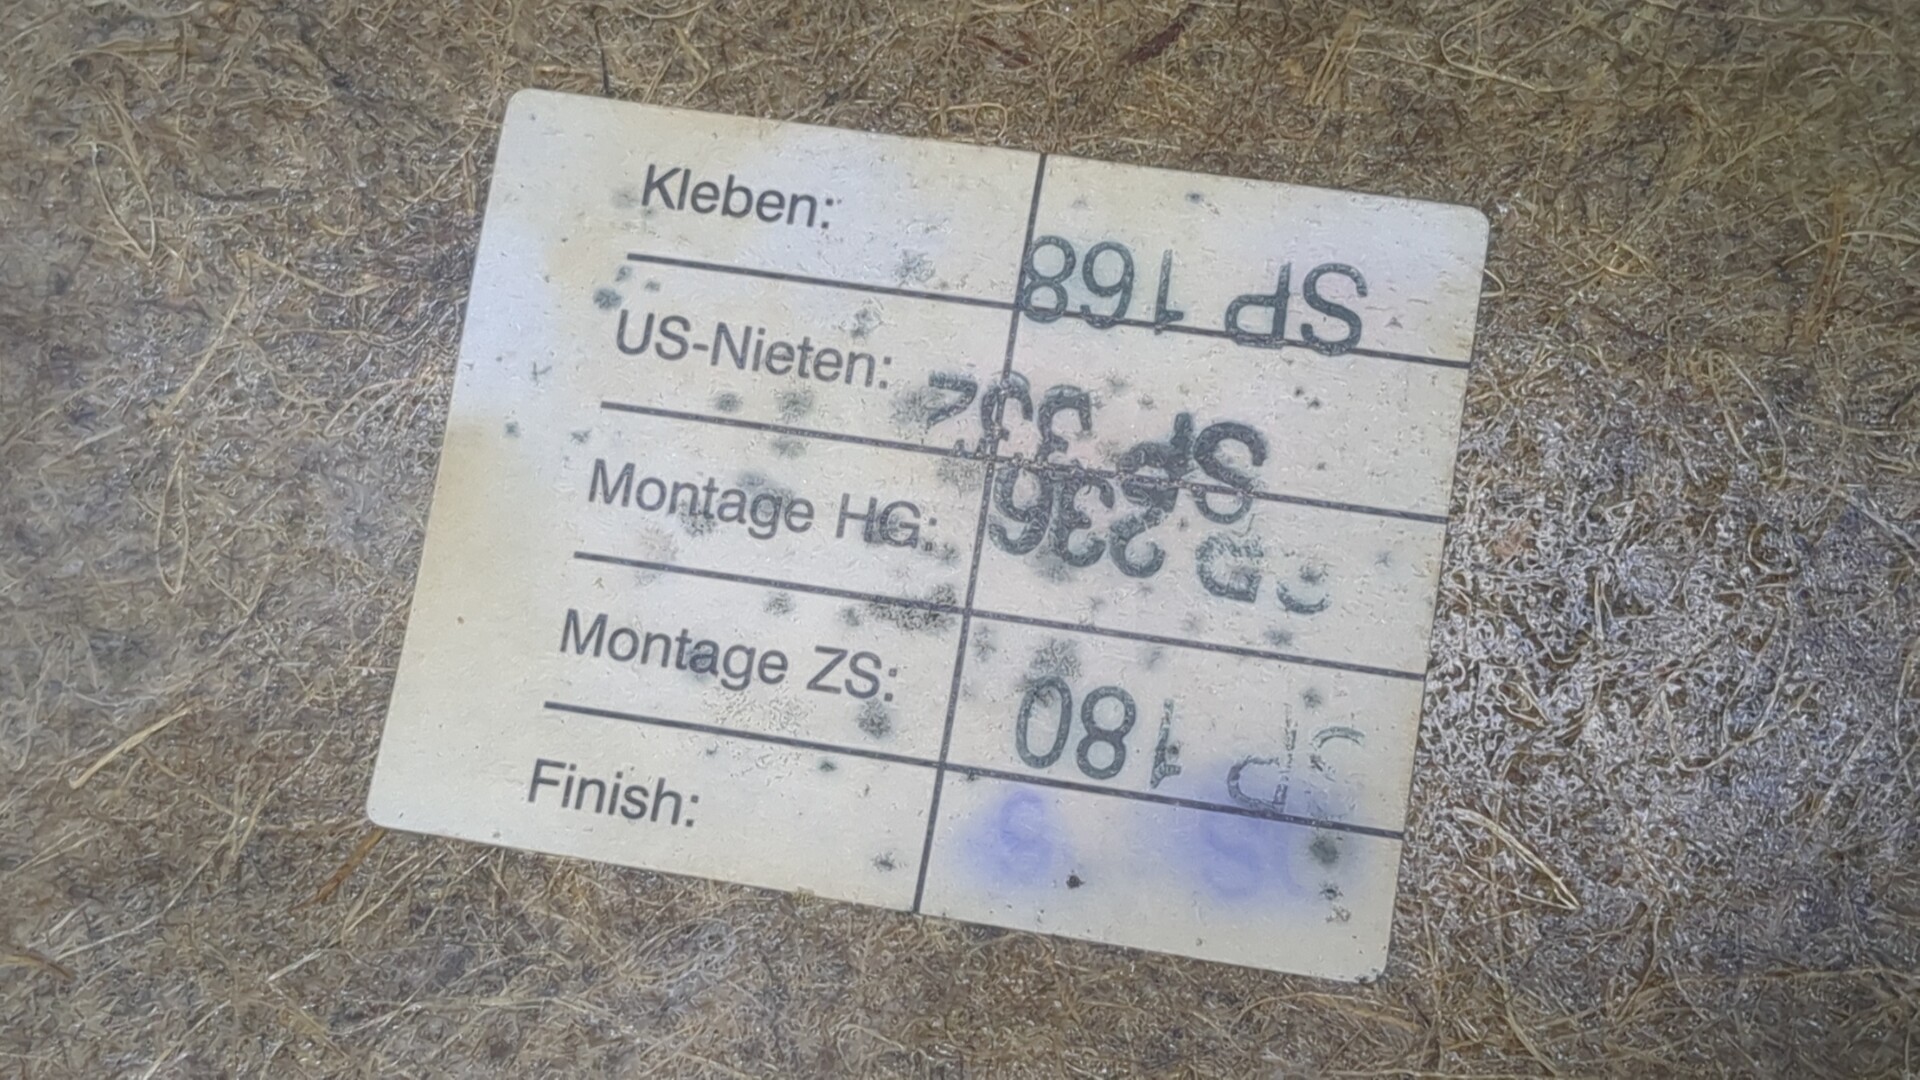 Kleben: SP 168
US-Nieten: SP 332
Montage HG: SP 236
Montage ZS: SP 180
Finish: